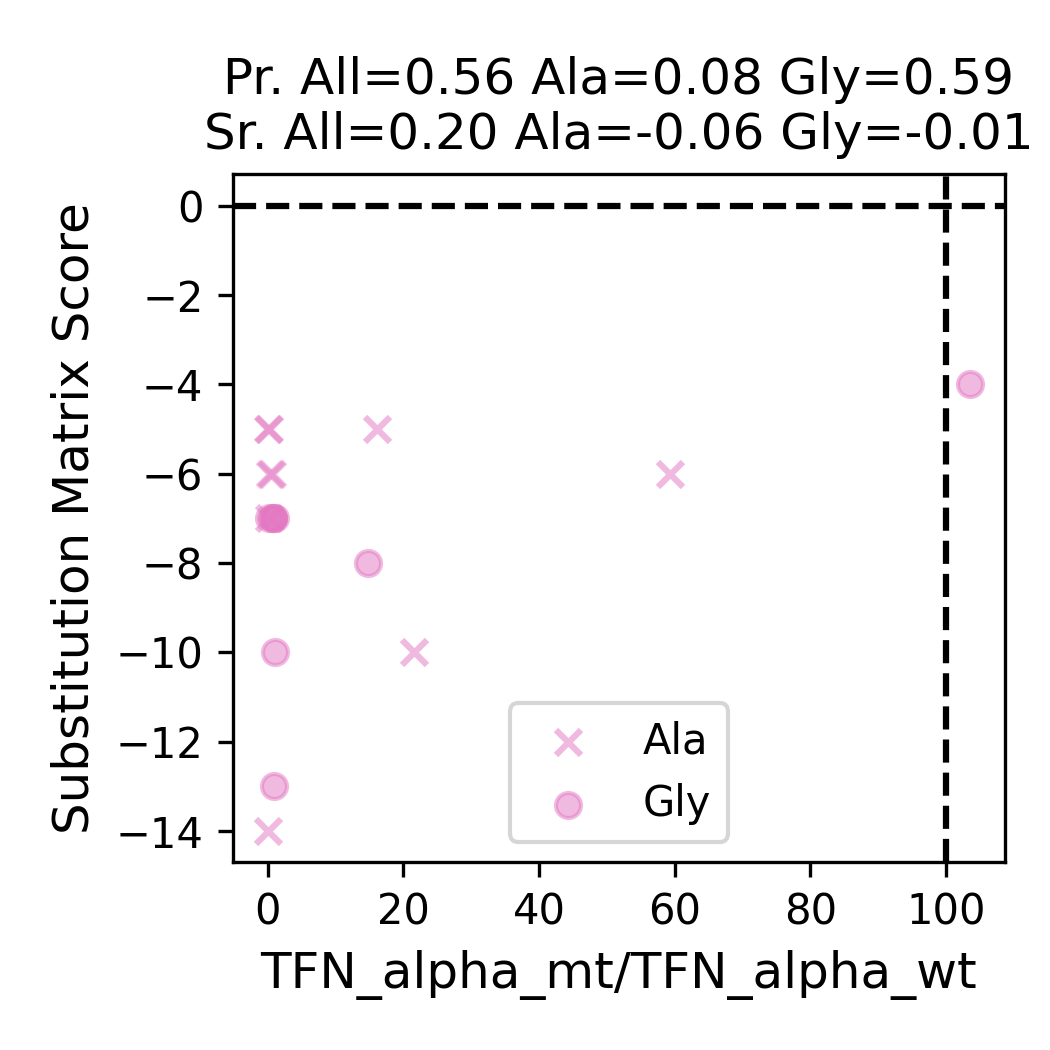 Pr. All=0.56 Ala=0.08 Gly=0.59
Sr. All=0.20 Ala=-0.06 Gly=-0.01
Substitution Matrix Score
0
−2
−4
−6
−8
−10
−12
−14
Ala
Gly
0 20 40 60 80 100
TFN_alpha_mt/TFN_alpha_wt